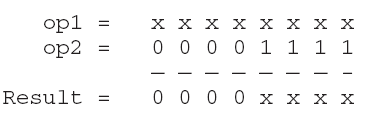 op1 = x x x x x x x x
op2 = 0 0 0 0 1 1 1 1
– – – – – – – -
Result = 0 0 0 0 x x x x